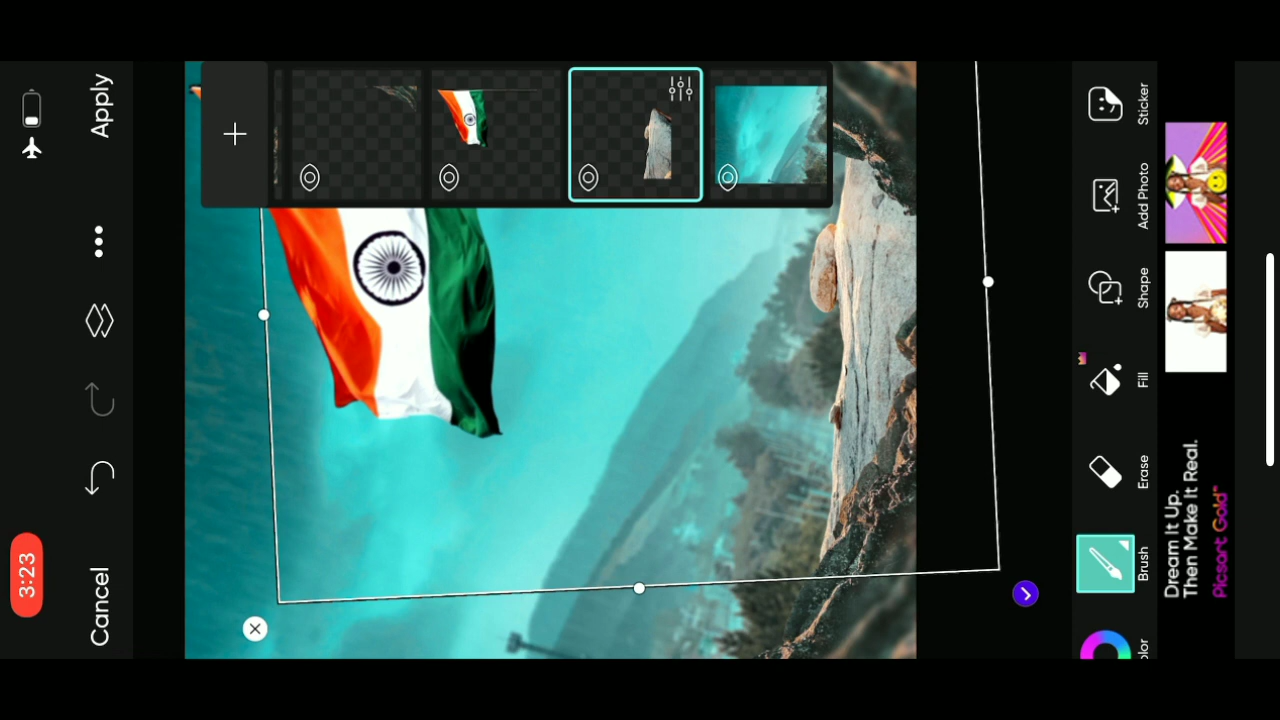 3:23
Cancel
Apply
Sticker
Add Photo
Shape
Fill
Erase
Brush
Dream It Up.
Then Make It Real.
Picsart Gold